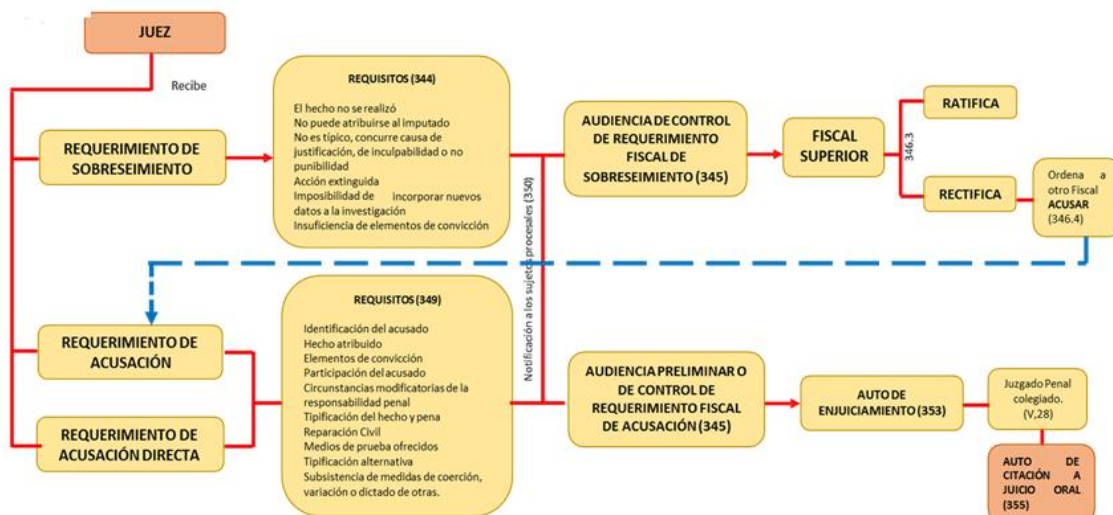 JUEZ
Recibe
REQUERIMIENTO DE
SOBRESEIMIENTO
REQUISITOS (344)
El hecho no se realizó
No puede atribuirse al imputado
No es típico, concurre causa de
justificación, de inculpabilidad o no
punibilidad
Acción extinguida
Imposibilidad de incorporar nuevos
datos a la investigación
Insuficiencia de elementos de convicción
AUDIENCIA DE CONTROL
DE REQUERIMIENTO
FISCAL DE
SOBRESEIMIENTO (345)
FISCAL
SUPERIOR
346.3
RATIFICA
RECTIFICA
Ordena a
otro Fiscal
ACUSAR
(346.4)
Notificación a los sujetos procesales (350)
REQUERIMIENTO DE
ACUSACIÓN
REQUERIMIENTO DE
ACUSACIÓN DIRECTA
REQUISITOS (349)
Identificación del acusado
Hecho atribuido
Elementos de convicción
Participación del acusado
Circunstancias modificatorias de la
responsabilidad penal
Tipificación del hecho y pena
Reparación Civil
Medios de prueba ofrecidos
Tipificación alternativa
Subsistencia de medidas de coerción,
variación o dictado de otras.
AUDIENCIA PRELIMINAR O
DE CONTROL DE
REQUERIMIENTO FISCAL
DE ACUSACIÓN (345)
AUTO DE
ENJUICIAMIENTO (353)
Juzgado Penal
colegiado.
(V,28)
AUTO DE
CITACIÓN A
JUICIO ORAL
(355)